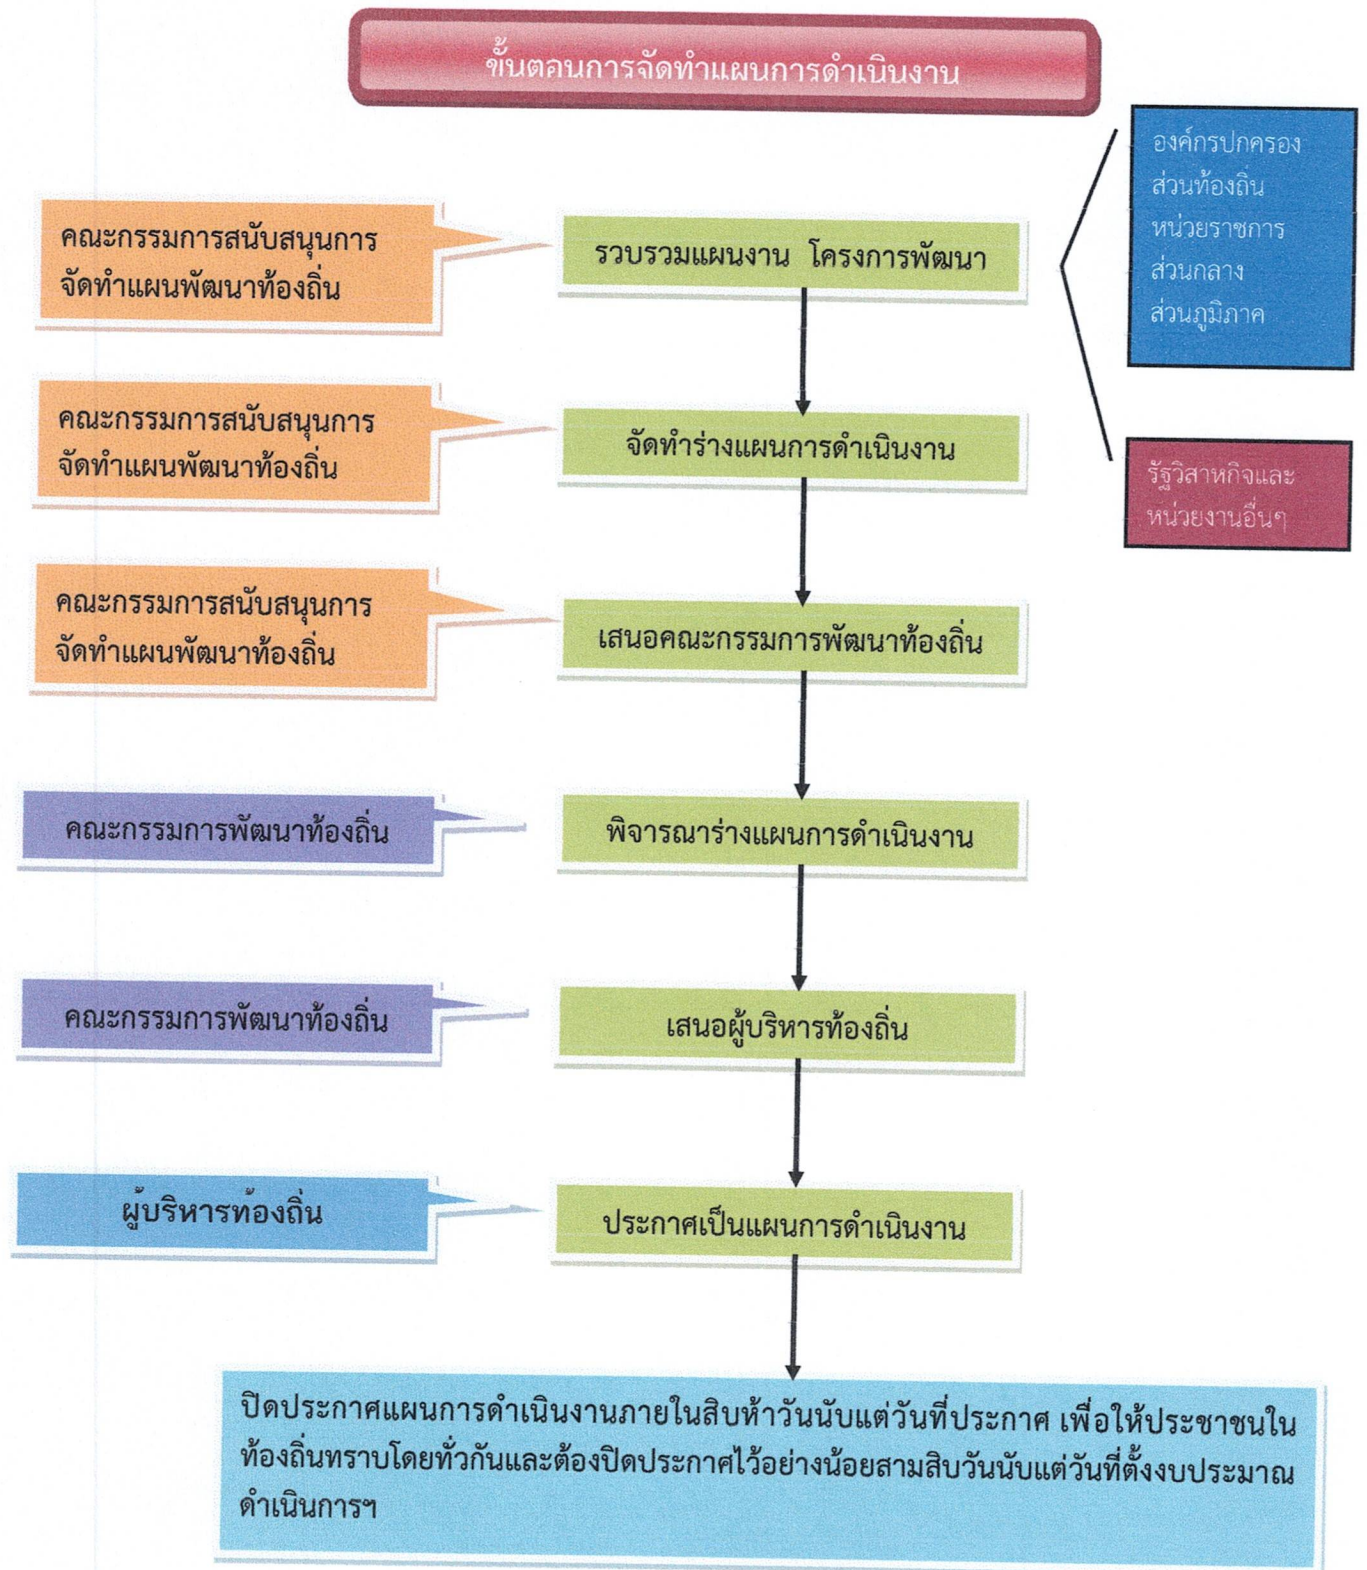 ขั้นตอนการจัดทำแผนการดำเนินงาน
องค์กรปกครอง
ส่วนท้องถิ่น
หน่วยราชการ
ส่วนกลาง
ส่วนภูมิภาค
คณะกรรมการสนับสนุนการ
จัดทำแผนพัฒนาท้องถิ่น
รวบรวมแผนงาน โครงการพัฒนา
คณะกรรมการสนับสนุนการ
จัดทำแผนพัฒนาท้องถิ่น
จัดทำร่างแผนการดำเนินงาน
รัฐวิสาหกิจและ
หน่วยงานอื่นๆ
คณะกรรมการสนับสนุนการ
จัดทำแผนพัฒนาท้องถิ่น
เสนอคณะกรรมการพัฒนาท้องถิ่น
คณะกรรมการพัฒนาท้องถิ่น
พิจารณาร่างแผนการดำเนินงาน
คณะกรรมการพัฒนาท้องถิ่น
เสนอผู้บริหารท้องถิ่น
ผู้บริหารท้องถิ่น
ประกาศเป็นแผนการดำเนินงาน
ปิดประกาศแผนการดำเนินงานภายในสิบห้าวันนับแต่วันที่ประกาศ เพื่อให้ประชาชนใน
ท้องถิ่นทราบโดยทั่วกันและต้องปิดประกาศไว้อย่างน้อยสามสิบวันนับแต่วันที่ตั้งงบประมาณ
ดำเนินการฯ